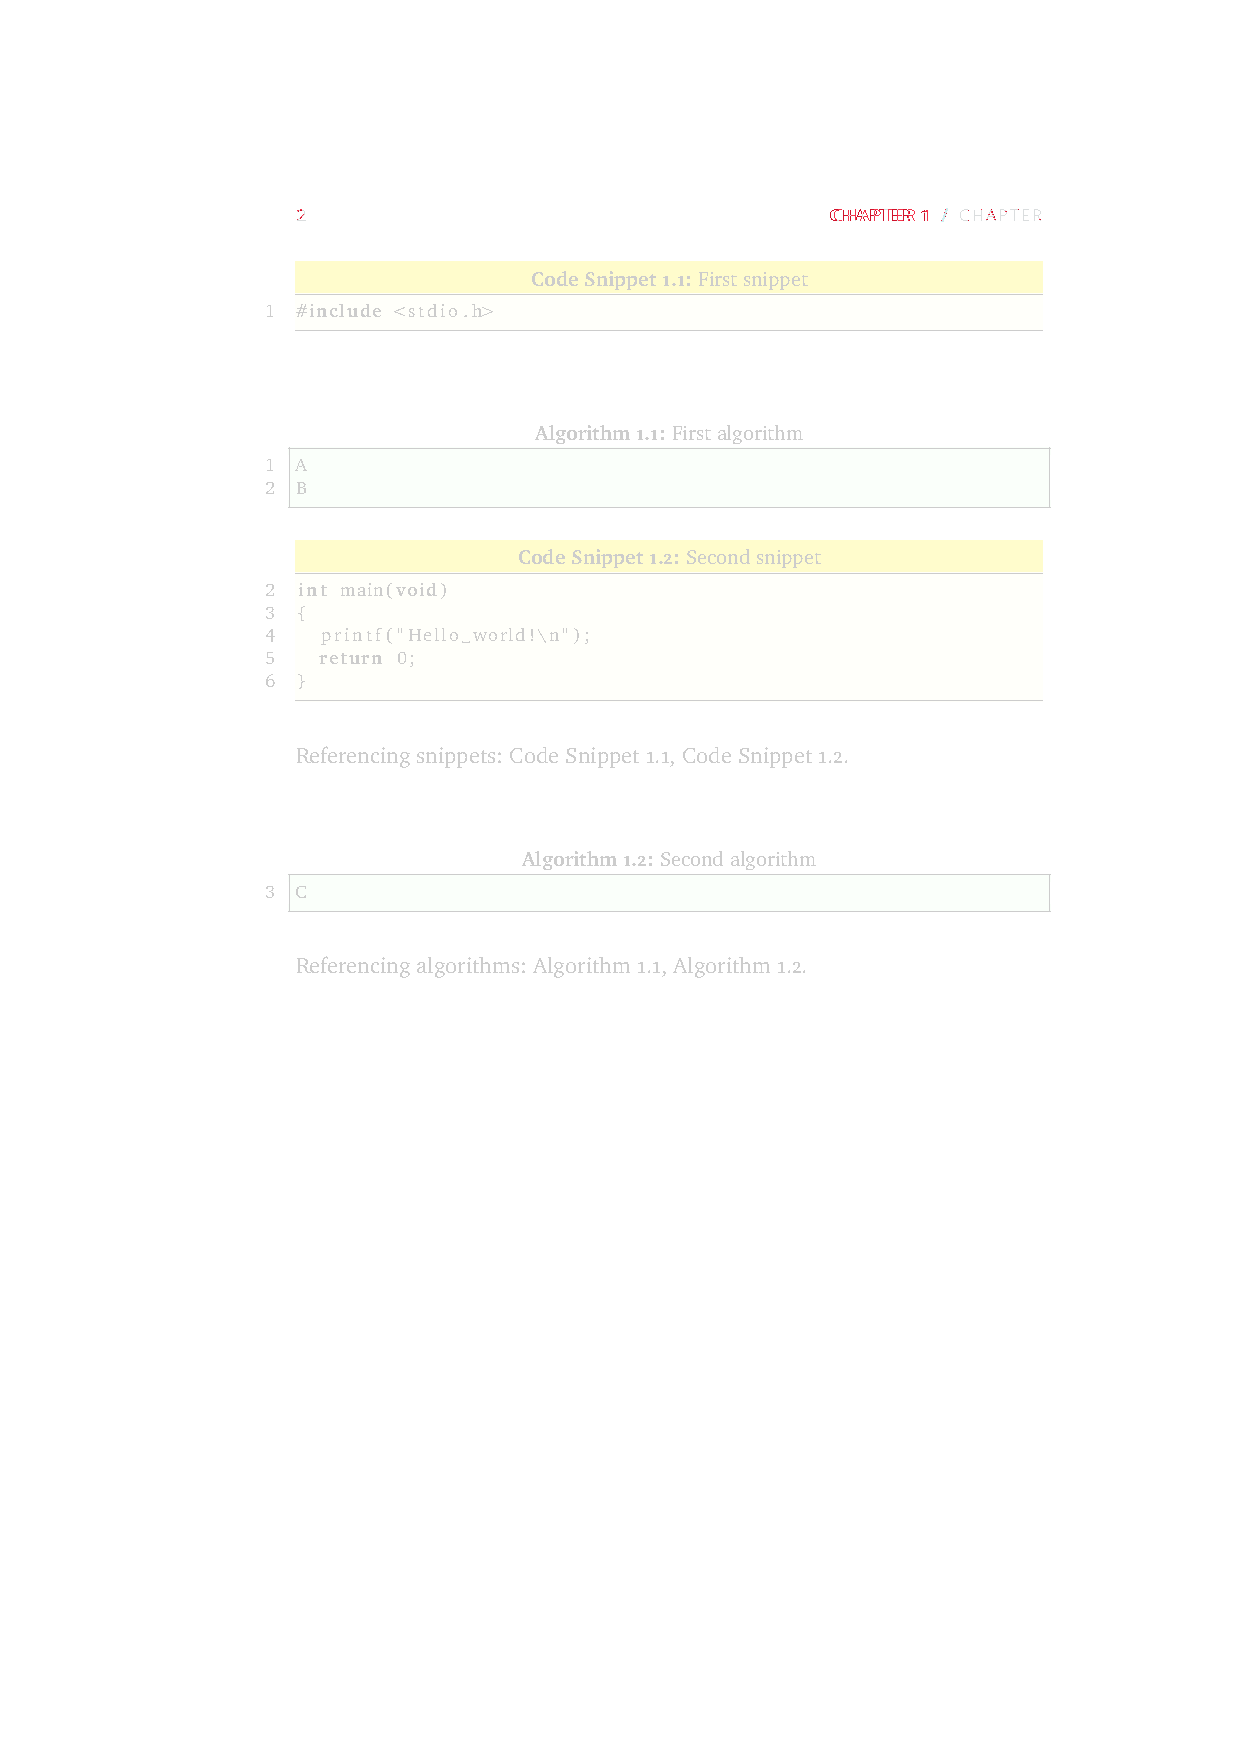 2 CHAPTER 1 / CHAPTER
Code Snippet 1.1: First snippet
1 #include <stdio.h>
Algorithm 1.1: First algorithm
1 A
2 B
Code Snippet 1.2: Second snippet
2 int main(void)
3 {
4 printf("Hello_world!\n");
5 return 0;
6 }
Referencing snippets: Code Snippet 1.1, Code Snippet 1.2.
Algorithm 1.2: Second algorithm
3 C
Referencing algorithms: Algorithm 1.1, Algorithm 1.2.